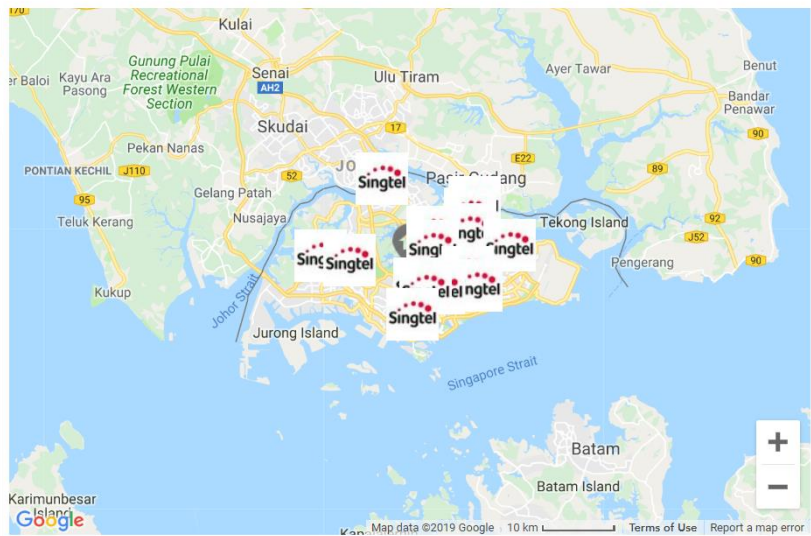 Kulai
Gunung Pulai
Recreational
Forest Western
Section
Senai
AH2
Ulu Tiram
Ayer Tawar
Benut
Bandar
Penawar
er Baloi
Kayu Ara
Pasong
Skudai
17
90
Pekan Nanas
E22
PONTIAN KECHIL
J110
52
JO
Singtel
Pasir Gudang
89
95
Gelang Patah
Teluk Kerang
Nusajaya
Tekong Island
92
J52
Singtel
Singtel
Pengerang
90
Kukup
Johor Strait
ngtel
Singtel
Jurong Island
Singapore Strait
Batam
Batam Island
Karimunbesar
Island
Google
Map data ©2019 Google
10 km
Terms of Use
Report a map error